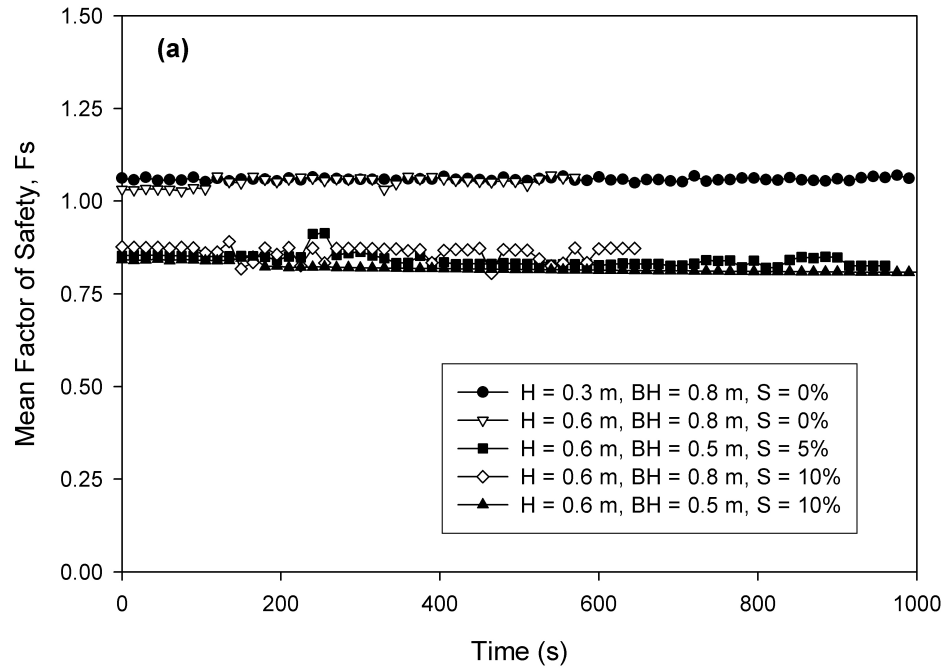 (a)
Mean Factor of Safety, Fs
1.50
1.25
1.00
0.75
0.50
0.25
0.00
H = 0.3 m, BH = 0.8 m, S = 0%
H = 0.6 m, BH = 0.8 m, S = 0%
H = 0.6 m, BH = 0.5 m, S = 5%
H = 0.6 m, BH = 0.8 m, S = 10%
H = 0.6 m, BH = 0.5 m, S = 10%
0 200 400 600 800 1000
Time (s)